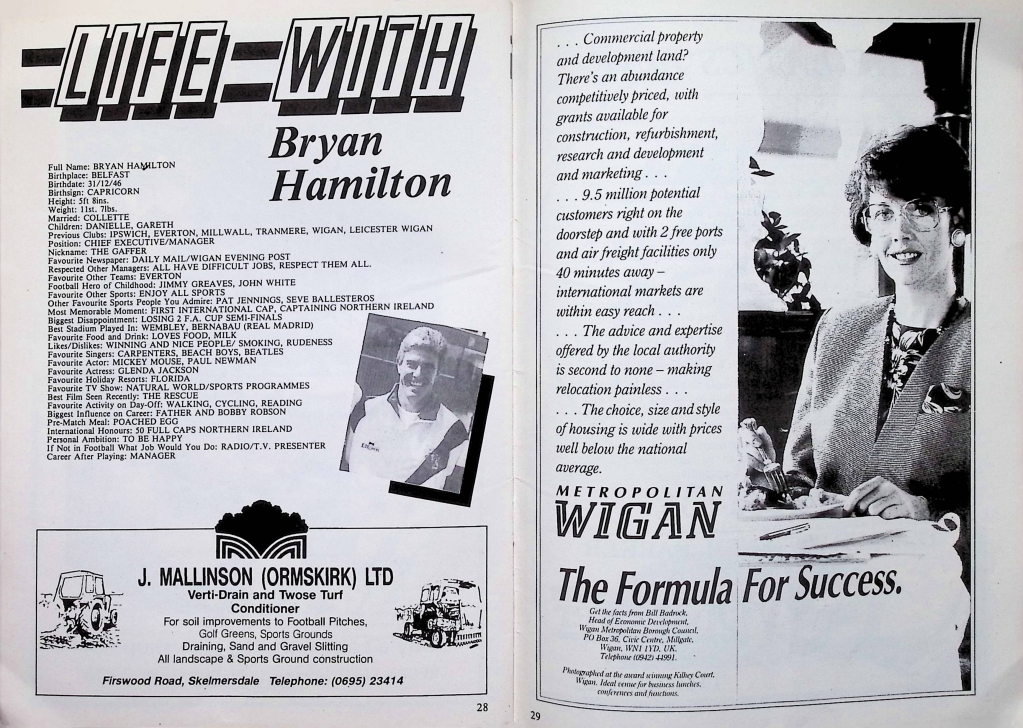 LIFE WITH
Bryan
Hamilton
Full Name: BRYAN HAMILTON
Birthplace: BELFAST
Birthdate: 31/12/46
Birthsign: CAPRICORN
Height: 5ft 8ins.
Weight: 11st. 7lbs.
Married: COLLETTE
Children: DANIELLE, GARETH
Previous Clubs: IPSWICH, EVERTON, MILLWALL, TRANMERE, WIGAN, LEICESTER WIGAN
Position: CHIEF EXECUTIVE/MANAGER
Nickname: THE GAFFER
Favourite Newspaper: DAILY MAIL/WIGAN EVENING POST
Respected Other Managers: ALL HAVE DIFFICULT JOBS, RESPECT THEM ALL.
Favourite Other Teams: EVERTON
Football Hero of Childhood: JIMMY GREAVES, JOHN WHITE
Favourite Other Sports: ENJOY ALL SPORTS
Other Favourite Sports People You Admire: PAT JENNINGS, SEVE BALLESTEROS
Most Memorable Moment: FIRST INTERNATIONAL CAP, CAPTAINING NORTHERN IRELAND
Biggest Disappointment: LOSING 2 F.A. CUP SEMI-FINALS
Best Stadium Played In: WEMBLEY, BERNABAU (REAL MADRID)
Favourite Food and Drink: LOVES FOOD, MILK
Likes/Dislikes: WINNING AND NICE PEOPLE/ SMOKING, RUDENESS
Favourite Singers: CARPENTERS, BEACH BOYS, BEATLES
Favourite Actor: MICKEY MOUSE, PAUL NEWMAN
Favourite Actress: GLENDA JACKSON
Favourite Holiday Resorts: FLORIDA
Favourite TV Show: NATURAL WORLD/SPORTS PROGRAMMES
Best Film Seen Recently: THE RESCUE
Favourite Activity on Day-Off: WALKING, CYCLING, READING
Biggest Influence on Career: FATHER AND BOBBY ROBSON
Pre-Match Meal: POACHED EGG
International Honours: 50 FULL CAPS NORTHERN IRELAND
Personal Ambition: TO BE HAPPY
If Not in Football What Job Would You Do: RADIO/T.V. PRESENTER
Career After Playing: MANAGER
J. MALLINSON (ORMSKIRK) LTD
Verti-Drain and Twose Turf
Conditioner
For soil improvements to Football Pitches,
Golf Greens, Sports Grounds
Draining, Sand and Gravel Slitting
All landscape & Sports Ground construction
Firswood Road, Skelmersdale Telephone: (0695) 23414
28
. . . Commercial property
and development land?
There's an abundance
competitively priced, with
grants available for
construction, refurbishment,
research and development
and marketing . . .
. . . 9.5 million potential
customers right on the
doorstep and with 2 free ports
and air freight facilities only
40 minutes away –
international markets are
within easy reach . . .
. . . The advice and expertise
offered by the local authority
is second to none – making
relocation painless . . .
. . . The choice, size and style
of housing is wide with prices
well below the national
average.
METROPOLITAN
WIGAN
The Formula For Success.
Get the facts from Bill Badrock,
Head of Economic Development,
Wigan Metropolitan Borough Council,
PO Box 36, Civic Centre, Millgate,
Wigan, WN1 1YD, UK.
Telephone (0942) 44991.
Photographed at the award winning Kilhey Court,
Wigan. Ideal venue for business lunches,
conferences and functions.
29